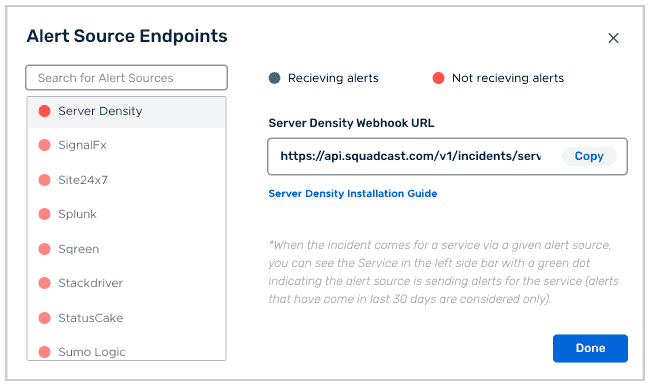 Alert Source Endpoints
Search for Alert Sources
Recieving alerts
Not recieving alerts
Server Density
SignalFx
Site24x7
Splunk
Sqreen
Stackdriver
StatusCake
Sumo Logic
Server Density Webhook URL
https://api.squadcast.com/v1/incidents/serv
Copy
Server Density Installation Guide
*When the incident comes for a service via a given alert source,
you can see the Service in the left side bar with a green dot
indicating the alert source is sending alerts for the service (alerts
that have come in last 30 days are considered only).
Done